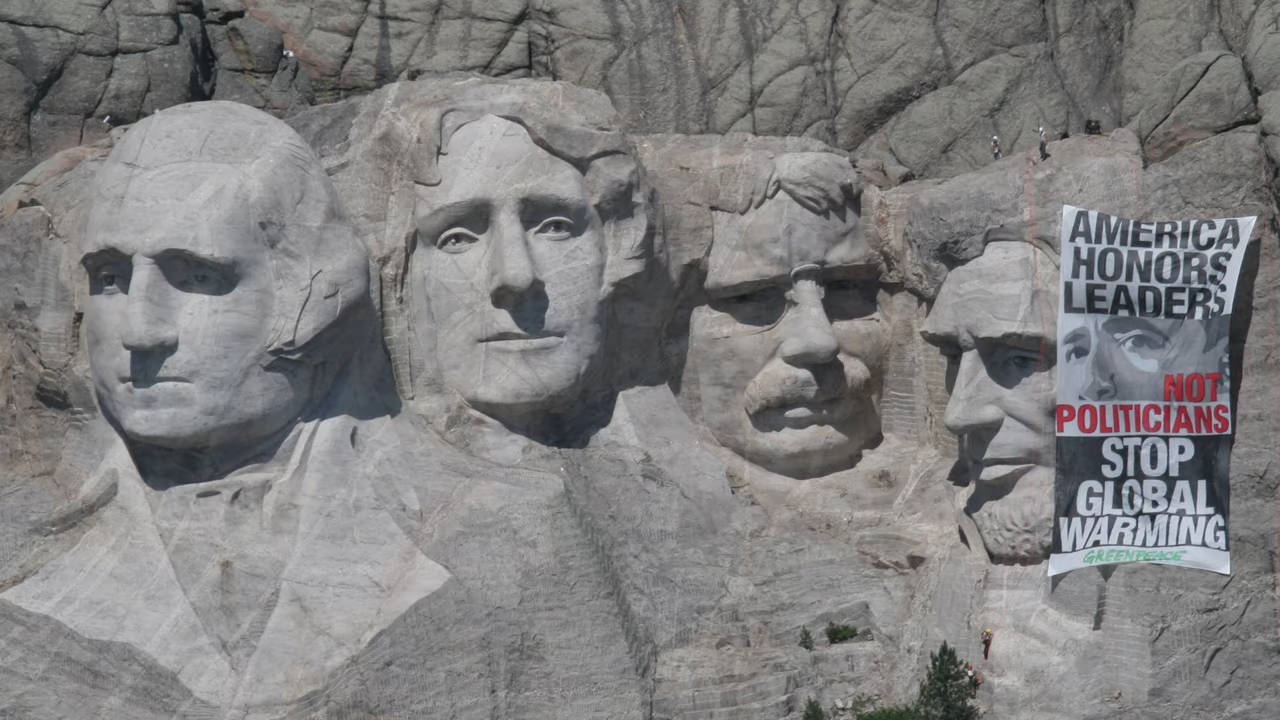 AMERICA
HONORS
LEADERS
NOT
POLITICIANS
STOP
GLOBAL
WARMING
GREENPEACE